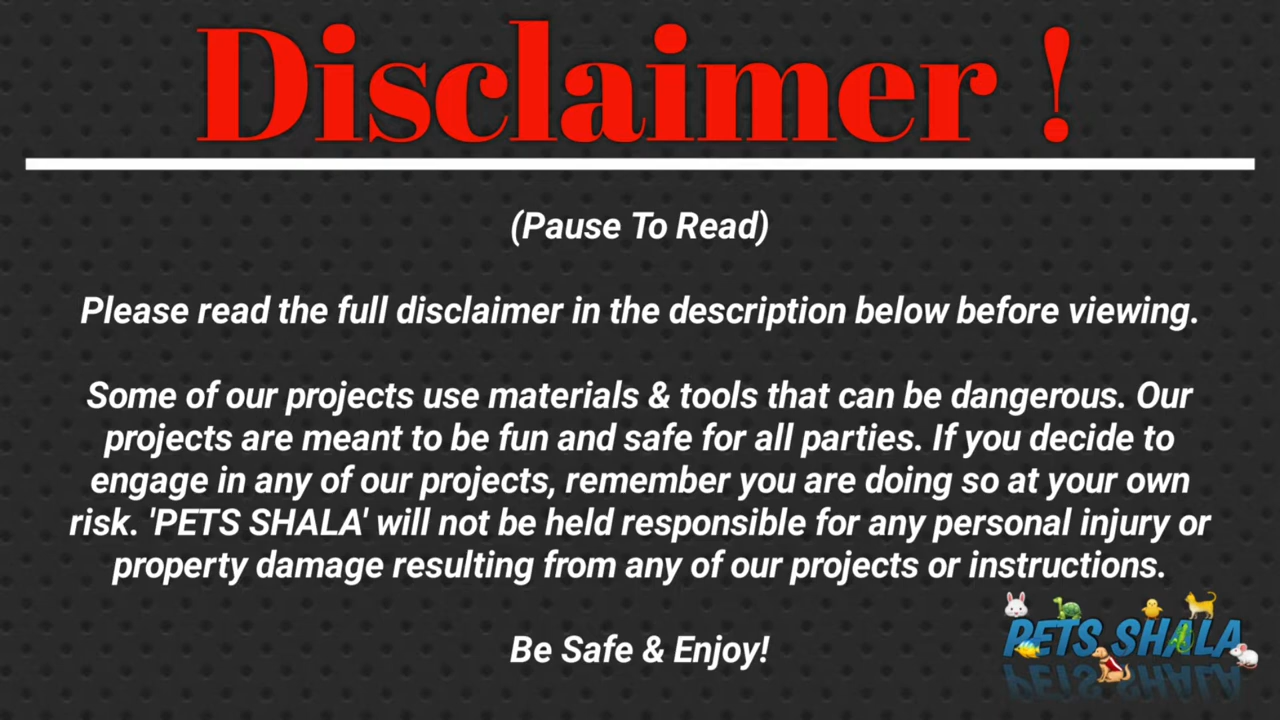 Disclaimer !
(Pause To Read)
Please read the full disclaimer in the description below before viewing.
Some of our projects use materials & tools that can be dangerous. Our
projects are meant to be fun and safe for all parties. If you decide to
engage in any of our projects, remember you are doing so at your own
risk. 'PETS SHALA' will not be held responsible for any personal injury or
property damage resulting from any of our projects or instructions.
Be Safe & Enjoy!
PETS SHALA